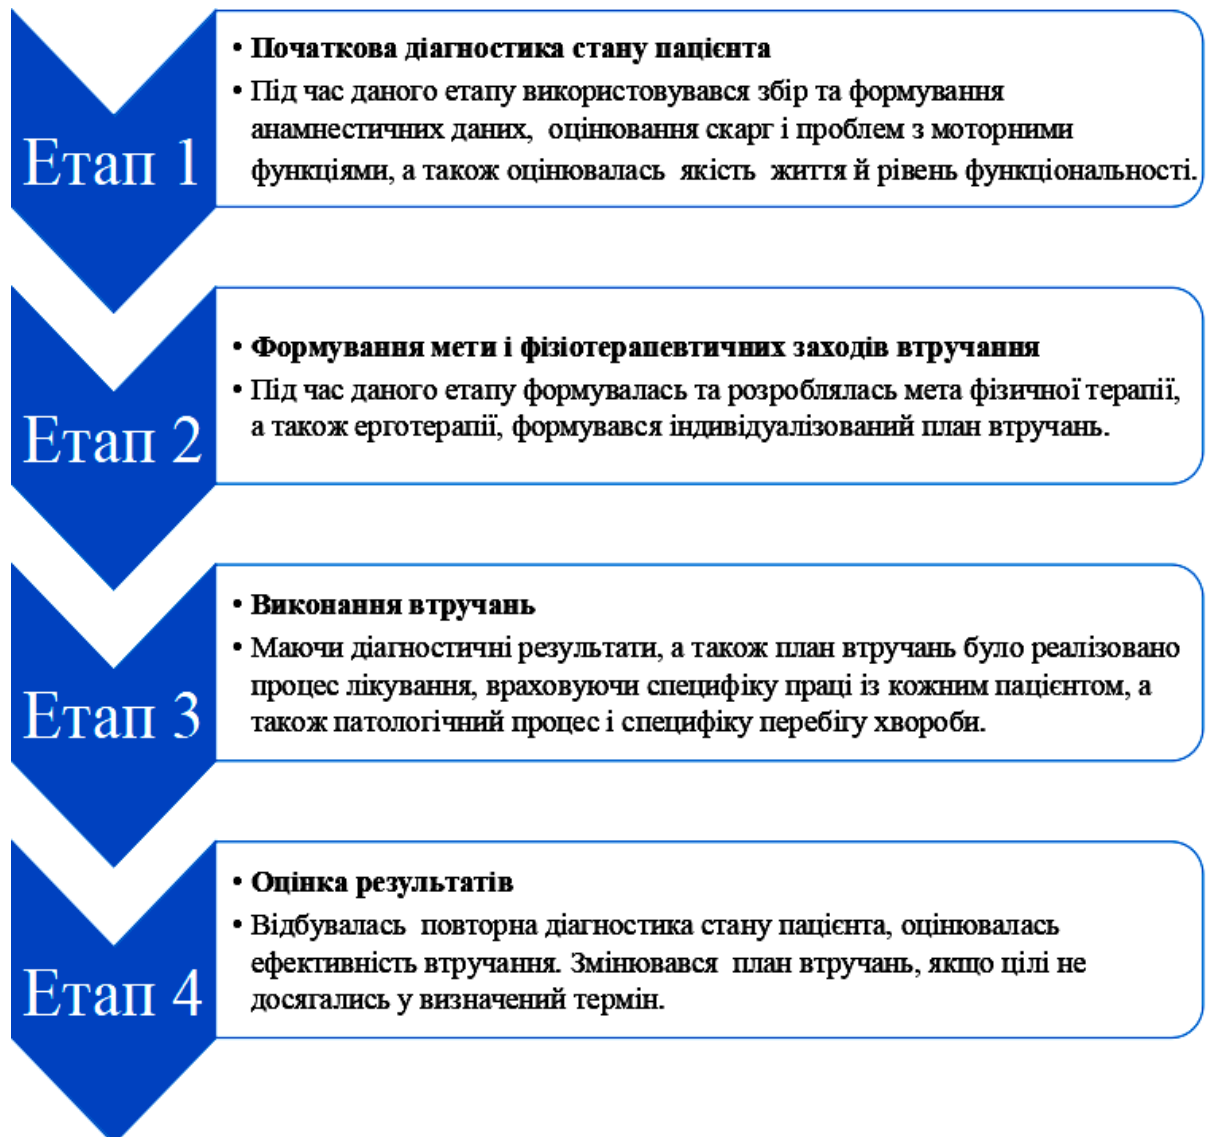 Етап 1
• Початкова діагностика стану пацієнта
• Під час даного етапу використовувався збір та формування
анамнестичних даних, оцінювання скарг і проблем з моторними
функціями, а також оцінювалась якість життя й рівень функціональності.
Етап 2
• Формування мети і фізіотерапевтичних заходів втручання
• Під час даного етапу формувалась та розроблялась мета фізичної терапії,
а також ерготерапії, формувався індивідуалізований план втручань.
Етап 3
• Виконання втручань
• Маючи діагностичні результати, а також план втручань було реалізовано
процес лікування, враховуючи специфіку праці із кожним пацієнтом, а
також патологічний процес і специфіку перебігу хвороби.
Етап 4
• Оцінка результатів
• Відбувалась повторна діагностика стану пацієнта, оцінювалась
ефективність втручання. Змінювався план втручань, якщо цілі не
досягались у визначений термін.